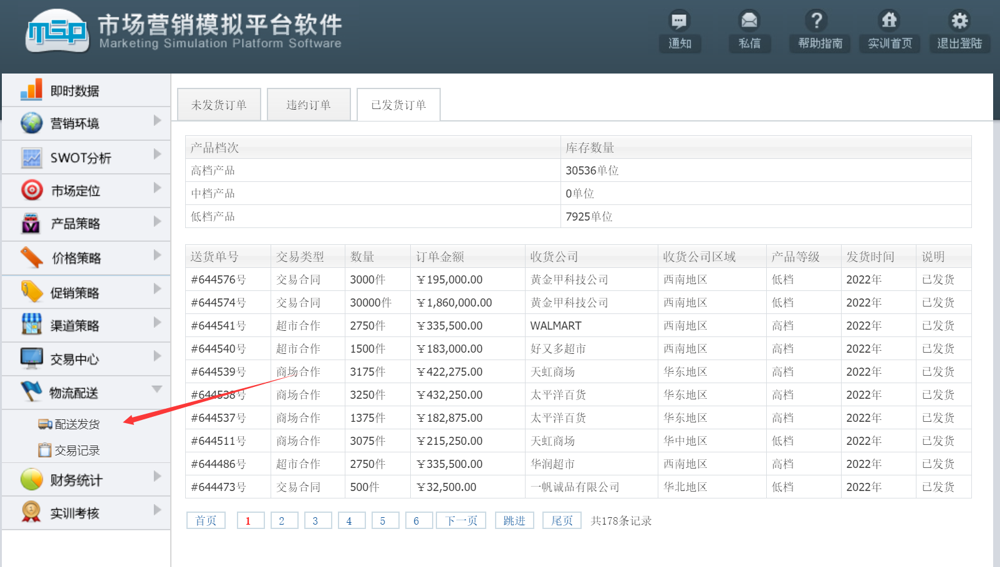 MSP 市场营销模拟平台软件
Marketing Simulation Platform Software
通知 私信 帮助指南 实训首页 退出登陆
即时数据
营销环境
SWOT分析
市场定位
产品策略
价格策略
促销策略
渠道策略
交易中心
物流配送
配送发货
交易记录
财务统计
实训考核
未发货订单 违约订单 已发货订单
产品档次 库存数量
高档产品 30536单位
中档产品 0单位
低档产品 7925单位
送货单号 交易类型 数量 订单金额 收货公司 收货公司区域 产品等级 发货时间 说明
#644576号 交易合同 3000件 ￥195,000.00 黄金甲科技公司 西南地区 低档 2022年 已发货
#644574号 交易合同 30000件 ￥1,860,000.00 黄金甲科技公司 西南地区 低档 2022年 已发货
#644541号 超市合作 2750件 ￥335,500.00 WALMART 西南地区 高档 2022年 已发货
#644540号 超市合作 1500件 ￥183,000.00 好又多超市 西南地区 高档 2022年 已发货
#644539号 商场合作 3175件 ￥422,275.00 天虹商场 华东地区 高档 2022年 已发货
#644538号 商场合作 3250件 ￥432,250.00 太平洋百货 华东地区 高档 2022年 已发货
#644537号 商场合作 1375件 ￥182,875.00 太平洋百货 华东地区 高档 2022年 已发货
#644511号 商场合作 3075件 ￥215,250.00 天虹商场 华中地区 低档 2022年 已发货
#644486号 超市合作 2750件 ￥335,500.00 华润超市 西南地区 高档 2022年 已发货
#644473号 交易合同 500件 ￥32,500.00 一帆诚品有限公司 华北地区 低档 2022年 已发货
首页 1 2 3 4 5 6 下一页 跳进 尾页 共178条记录